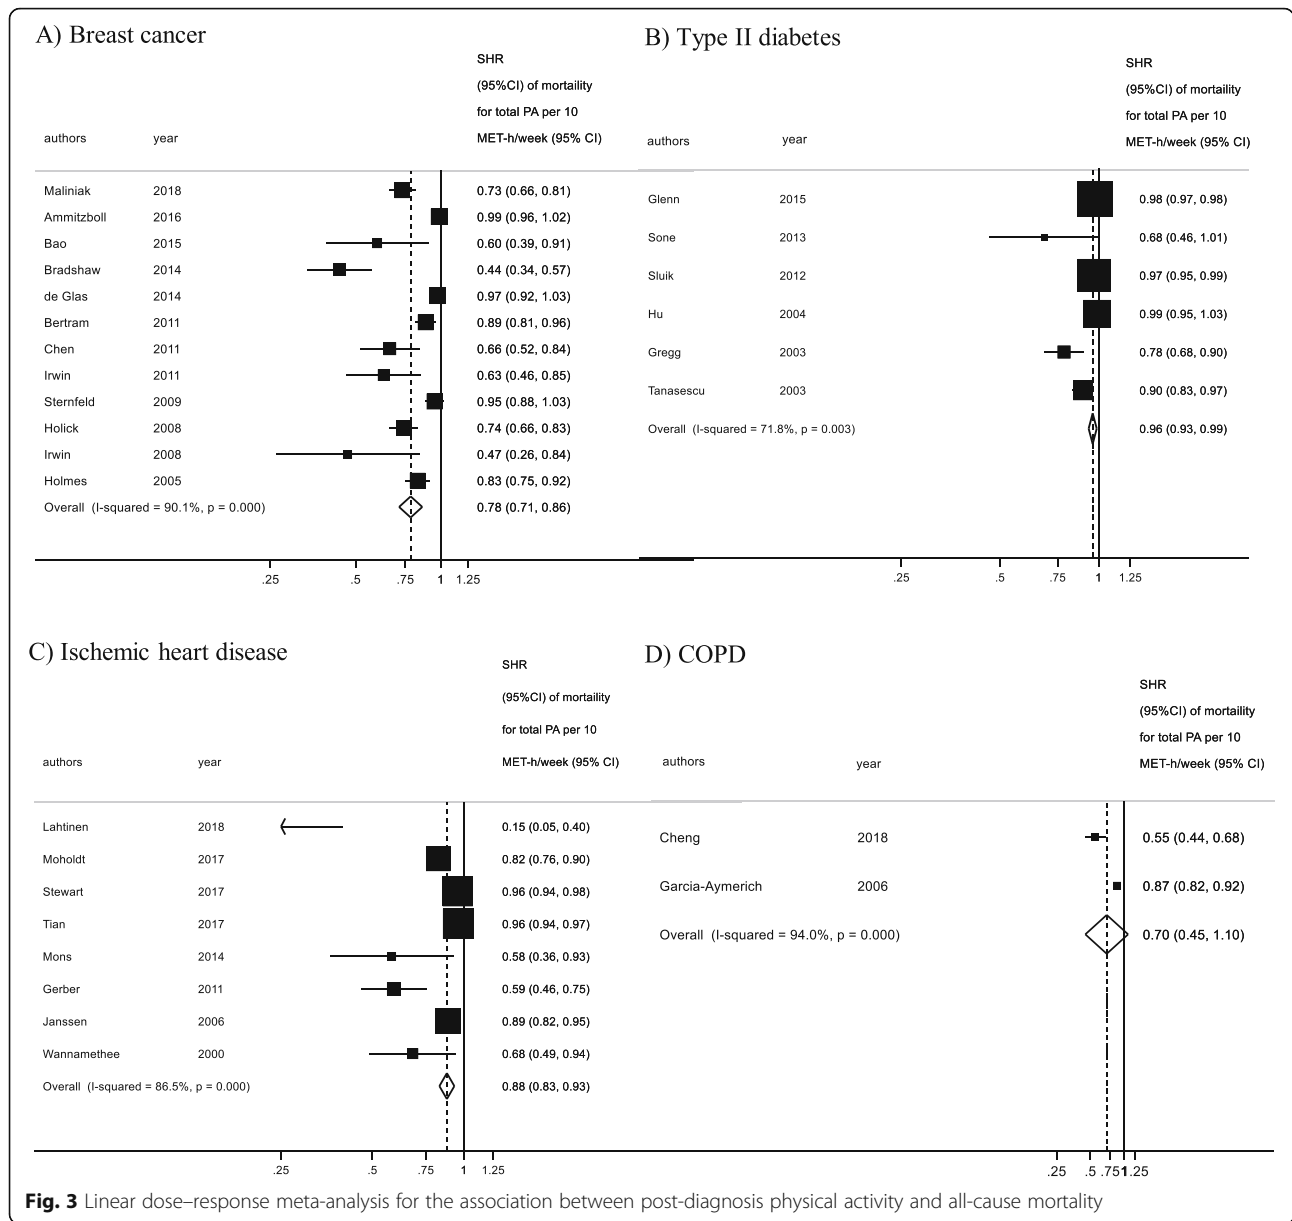 A) Breast cancer
SHR
(95%CI) of mortaility
for total PA per 10
authors year MET-h/week (95% CI)
Maliniak 2018 0.73 (0.66, 0.81)
Ammitzboll 2016 0.99 (0.96, 1.02)
Bao 2015 0.60 (0.39, 0.91)
Bradshaw 2014 0.44 (0.34, 0.57)
de Glas 2014 0.97 (0.92, 1.03)
Bertram 2011 0.89 (0.81, 0.96)
Chen 2011 0.66 (0.52, 0.84)
Irwin 2011 0.63 (0.46, 0.85)
Sternfeld 2009 0.95 (0.88, 1.03)
Holick 2008 0.74 (0.66, 0.83)
Irwin 2008 0.47 (0.26, 0.84)
Holmes 2005 0.83 (0.75, 0.92)
Overall (I-squared = 90.1%, p = 0.000) 0.78 (0.71, 0.86)
.25 .5 .75 1 1.25
B) Type II diabetes
SHR
(95%CI) of mortaility
for total PA per 10
authors year MET-h/week (95% CI)
Glenn 2015 0.98 (0.97, 0.98)
Sone 2013 0.68 (0.46, 1.01)
Sluik 2012 0.97 (0.95, 0.99)
Hu 2004 0.99 (0.95, 1.03)
Gregg 2003 0.78 (0.68, 0.90)
Tanasescu 2003 0.90 (0.83, 0.97)
Overall (I-squared = 71.8%, p = 0.003) 0.96 (0.93, 0.99)
.25 .5 .75 1 1.25
C) Ischemic heart disease
SHR
(95%CI) of mortaility
for total PA per 10
authors year MET-h/week (95% CI)
Lahtinen 2018 0.15 (0.05, 0.40)
Moholdt 2017 0.82 (0.76, 0.90)
Stewart 2017 0.96 (0.94, 0.98)
Tian 2017 0.96 (0.94, 0.97)
Mons 2014 0.58 (0.36, 0.93)
Gerber 2011 0.59 (0.46, 0.75)
Janssen 2006 0.89 (0.82, 0.95)
Wannamethee 2000 0.68 (0.49, 0.94)
Overall (I-squared = 86.5%, p = 0.000) 0.88 (0.83, 0.93)
.25 .5 .75 1 1.25
D) COPD
SHR
(95%CI) of mortaility
for total PA per 10
authors year MET-h/week (95% CI)
Cheng 2018 0.55 (0.44, 0.68)
Garcia-Aymerich 2006 0.87 (0.82, 0.92)
Overall (I-squared = 94.0%, p = 0.000) 0.70 (0.45, 1.10)
.25 .5 .75 1 1.25
Fig. 3 Linear dose–response meta-analysis for the association between post-diagnosis physical activity and all-cause mortality